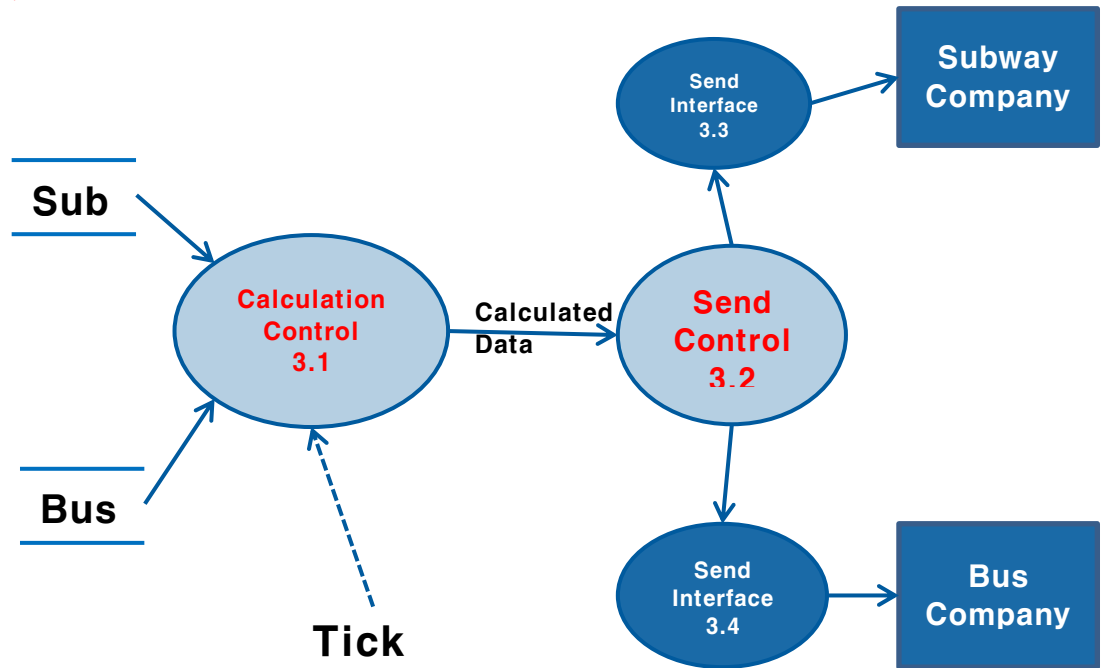 Sub
Bus
Tick
Calculation
Control
3.1
Calculated
Data
Send
Control
3.2
Send
Interface
3.3
Subway
Company
Send
Interface
3.4
Bus
Company